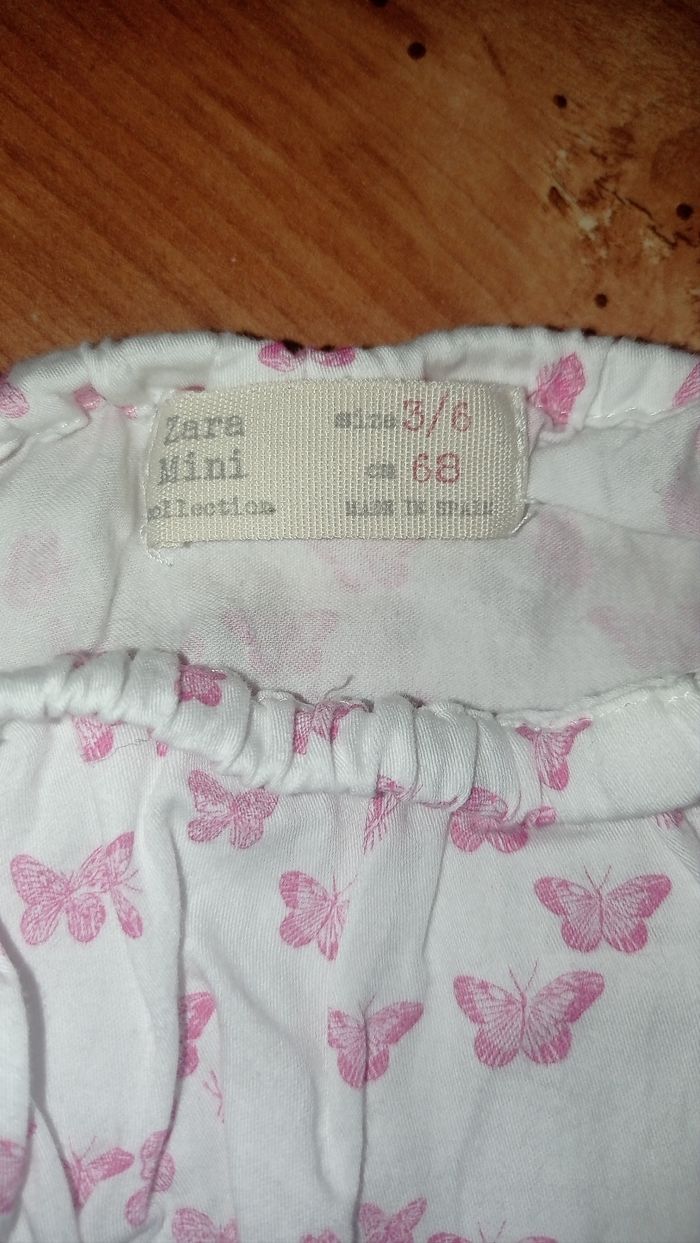 Zara
Mini
collection
size 3/6
cm 68
MADE IN SPAIN